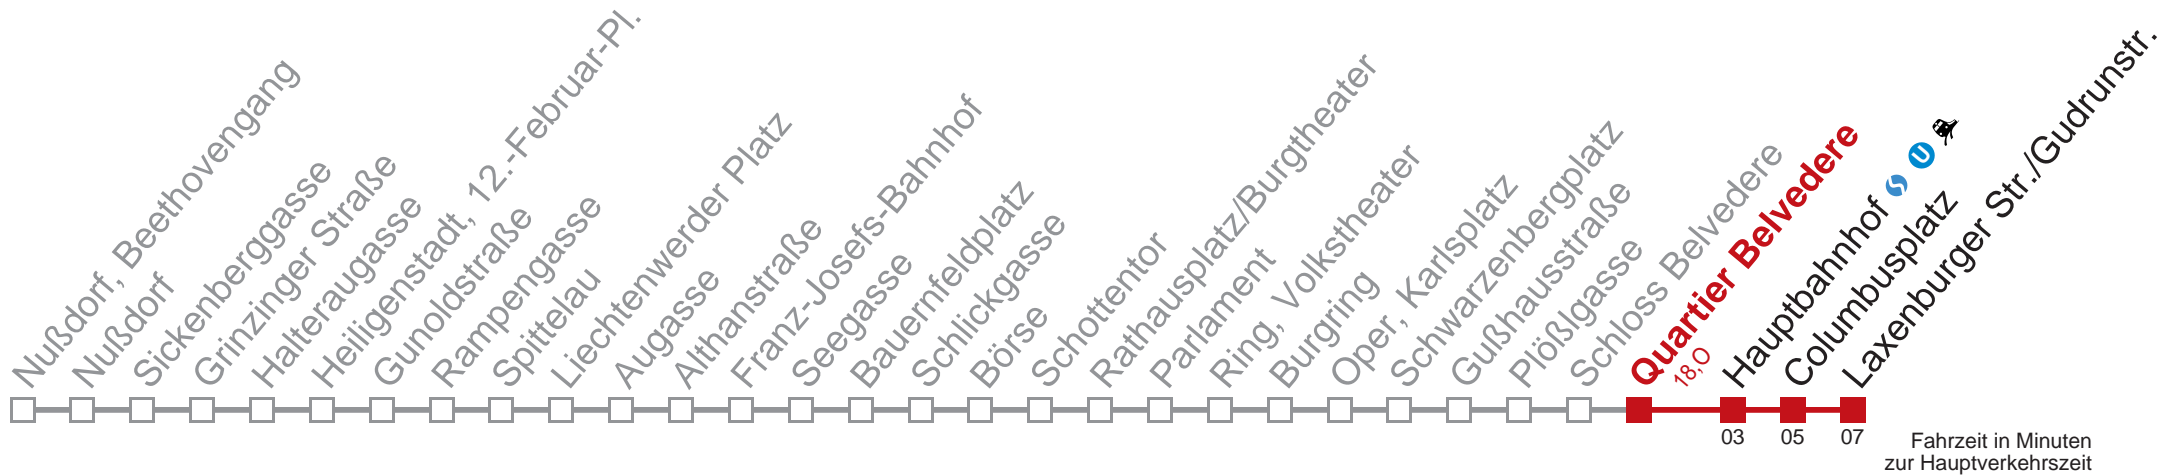 Nußdorf, Beethovengang
Nußdorf
Sickenberggasse
Grinzinger Straße
Halteraugasse
Heiligenstadt, 12.-Februar-Pl.
Gunoldstraße
Rampengasse
Spittelau
Liechtenwerder Platz
Augasse
Althanstraße
Franz-Josefs-Bahnhof
Seegasse
Bauernfeldplatz
Schlickgasse
Börse
Schottentor
Rathausplatz/Burgtheater
Parlament
Ring, Volkstheater
Burgring
Oper, Karlsplatz
Schwarzenbergplatz
Gußhausstraße
Plößlgasse
Schloss Belvedere
Quartier Belvedere
18,O
Hauptbahnhof S U
Columbusplatz
Laxenburger Str./Gudrunstr.
03 05 07
Fahrzeit in Minuten
zur Hauptverkehrszeit